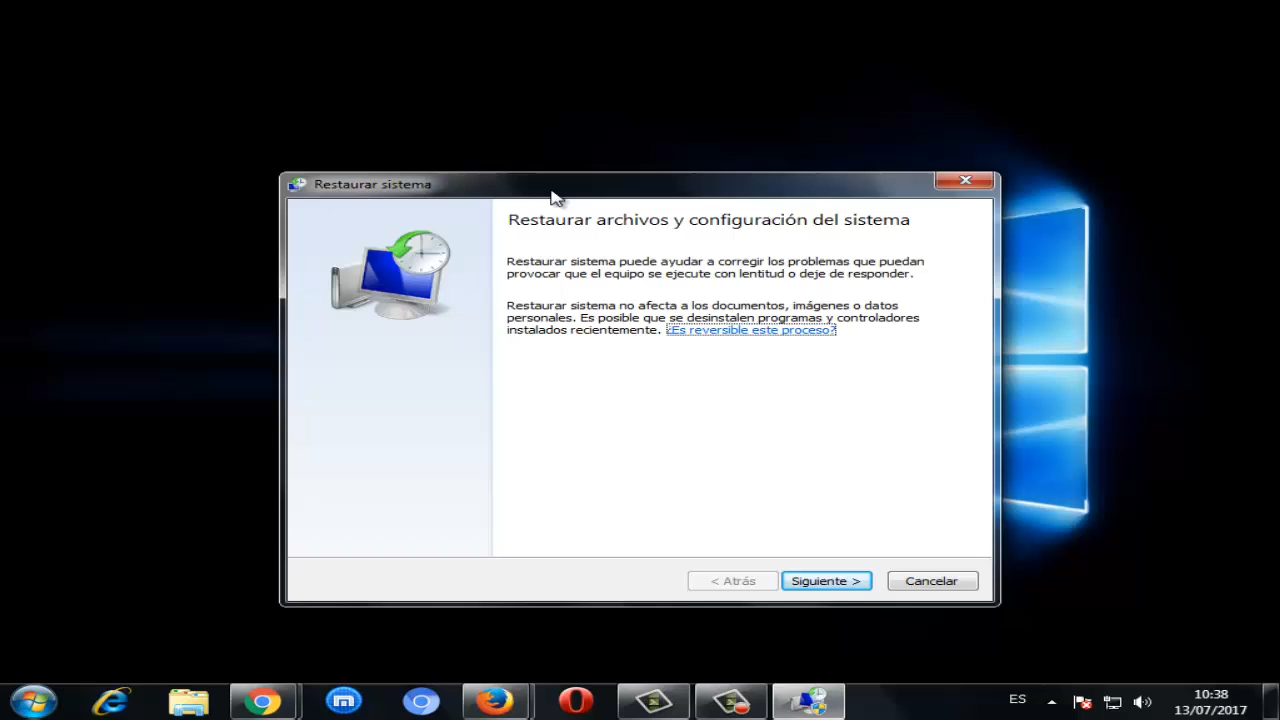 Restaurar sistema
Restaurar archivos y configuración del sistema
Restaurar sistema puede ayudar a corregir los problemas que puedan
provocar que el equipo se ejecute con lentitud o deje de responder.
Restaurar sistema no afecta a los documentos, imágenes o datos
personales. Es posible que se desinstalen programas y controladores
instalados recientemente. ¿Es reversible este proceso?
< Atrás
Siguiente >
Cancelar
ES
10:38
13/07/2017